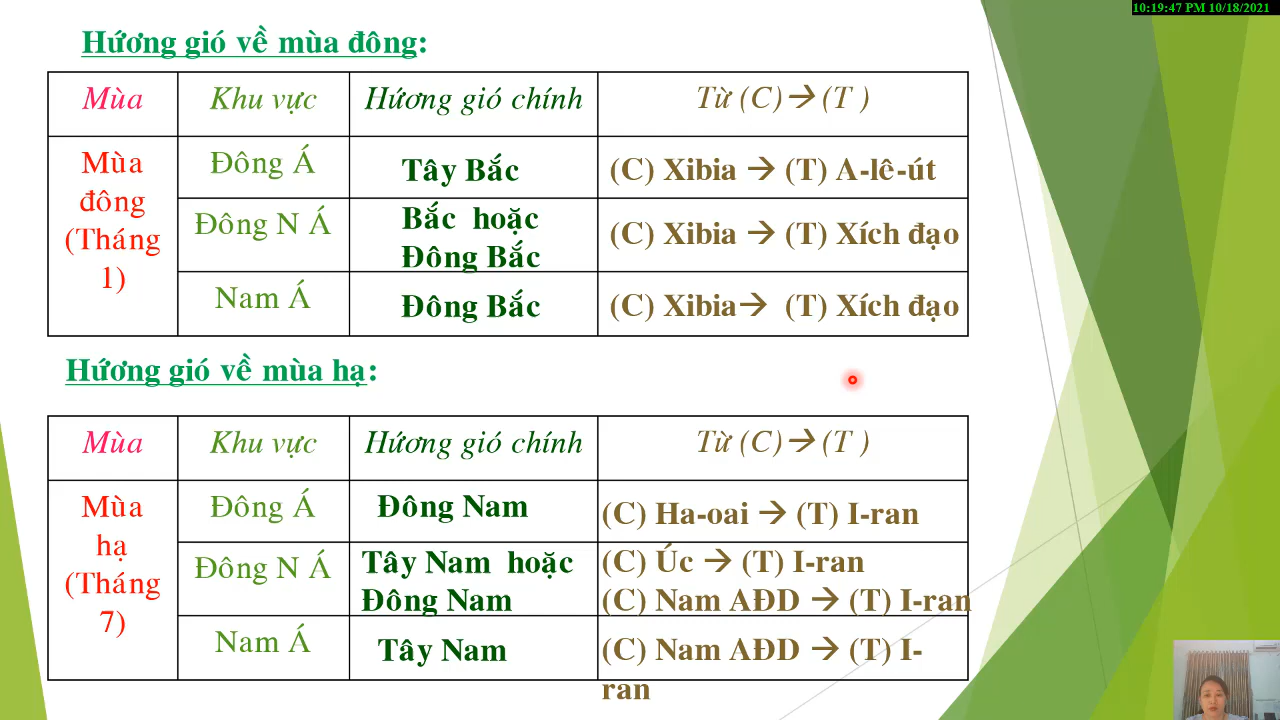 10:19:47 PM 10/18/2021
Hướng gió về mùa đông:
Mùa Khu vực Hướng gió chính Từ (C)→(T )
Mùa đông (Tháng 1) Đông Á Tây Bắc (C) Xibia → (T) A-lê-út
Đông N Á Bắc hoặc Đông Bắc (C) Xibia → (T) Xích đạo
Nam Á Đông Bắc (C) Xibia→ (T) Xích đạo
Hướng gió về mùa hạ:
Mùa Khu vực Hướng gió chính Từ (C)→(T )
Mùa hạ (Tháng 7) Đông Á Đông Nam (C) Ha-oai → (T) I-ran
Đông N Á Tây Nam hoặc Đông Nam (C) Úc → (T) I-ran
(C) Nam AĐD → (T) I-ran
Nam Á Tây Nam (C) Nam AĐD → (T) I-
ran